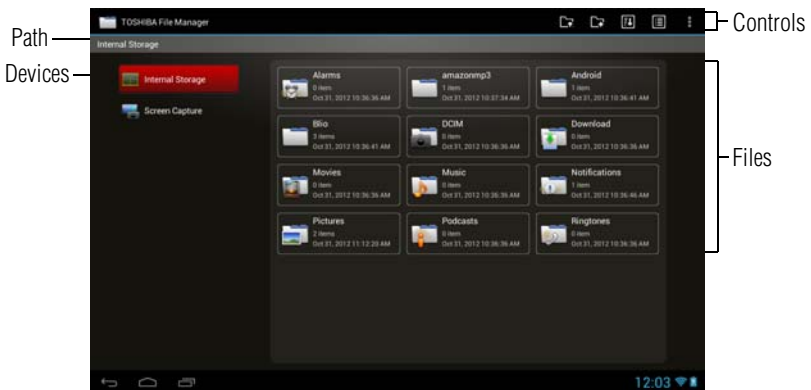 TOSHIBA File Manager
Controls
Path
Internal Storage
Devices
Internal Storage
Screen Capture
Alarms
0 item
Oct 31, 2012 10:36:36 AM
amazonmp3
1 item
Oct 31, 2012 10:37:34 AM
Android
1 item
Oct 31, 2012 10:36:41 AM
Blio
3 items
Oct 31, 2012 10:36:41 AM
DCIM
0 item
Oct 31, 2012 10:36:36 AM
Download
0 item
Oct 31, 2012 10:36:36 AM
Files
Movies
0 item
Oct 31, 2012 10:36:36 AM
Music
0 item
Oct 31, 2012 10:36:36 AM
Notifications
1 item
Oct 31, 2012 10:36:46 AM
Pictures
2 items
Oct 31, 2012 11:12:20 AM
Podcasts
0 item
Oct 31, 2012 10:36:36 AM
Ringtones
0 item
Oct 31, 2012 10:36:36 AM
12:03